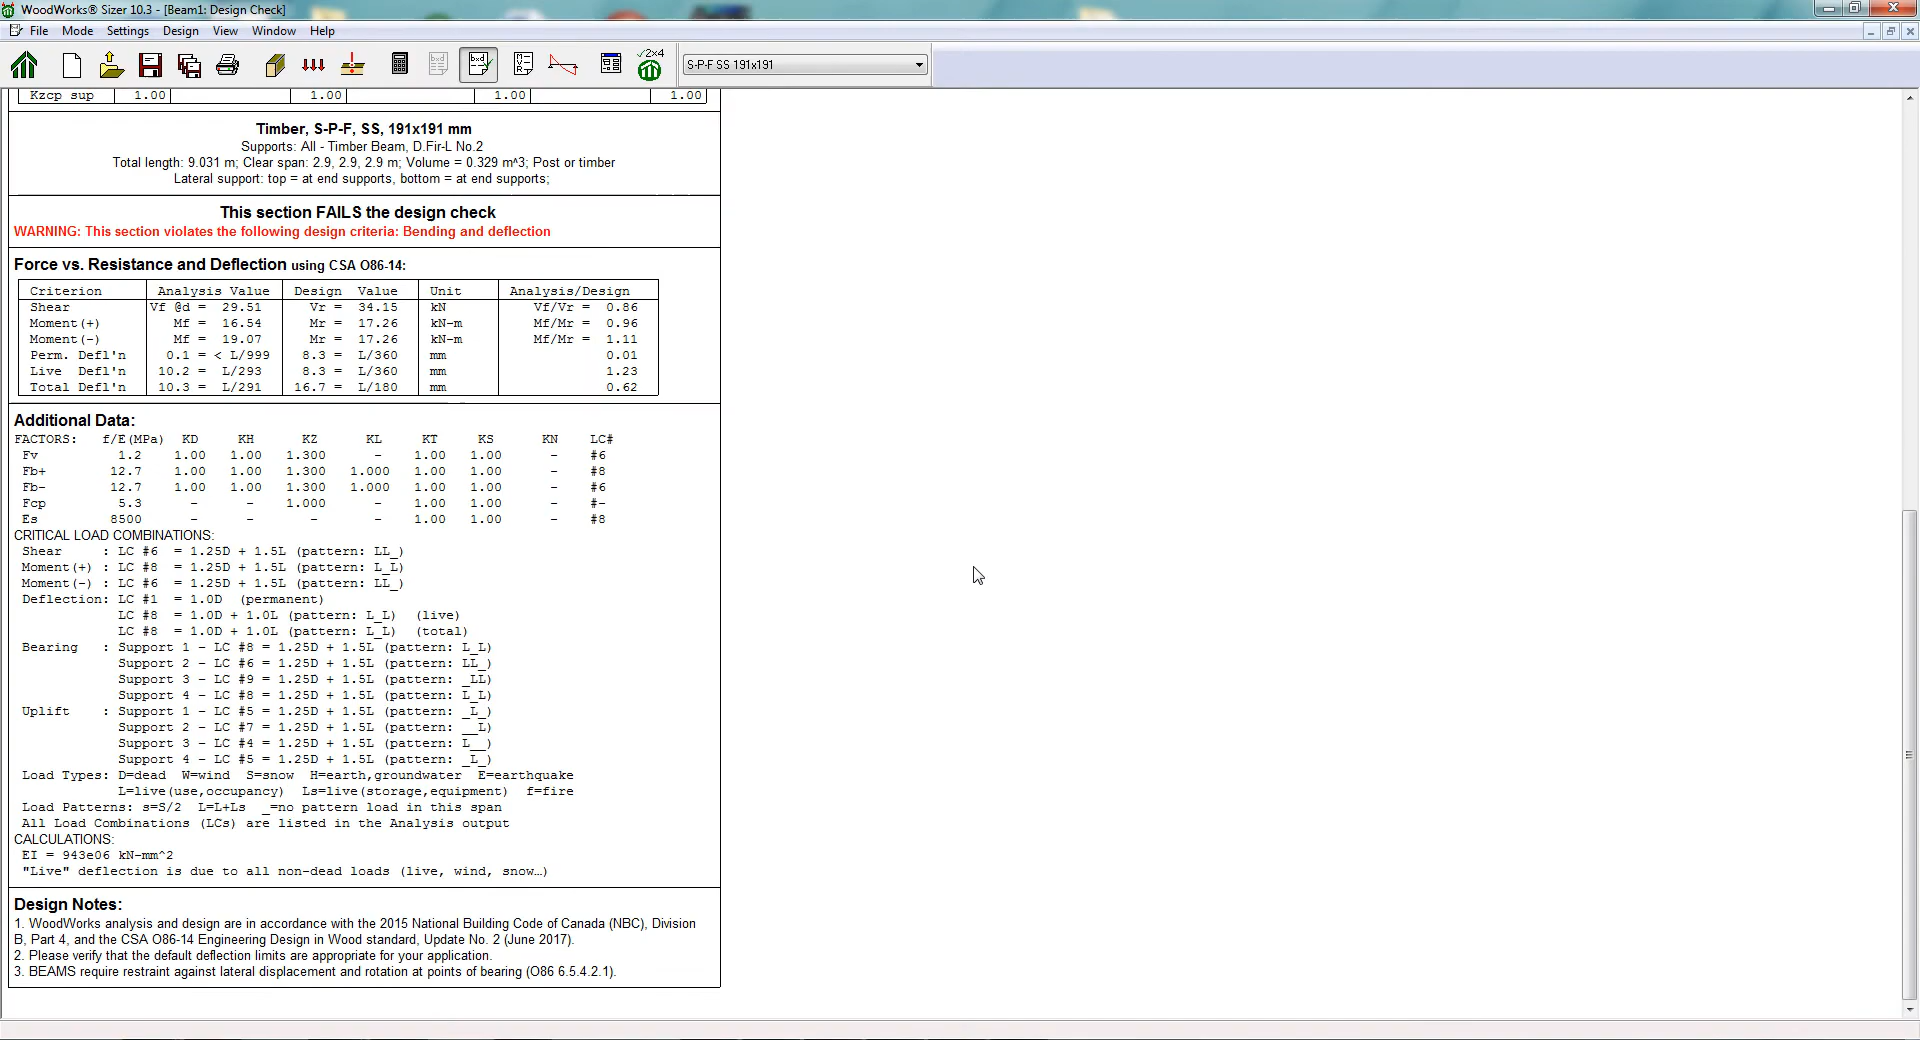 WoodWorks® Sizer 10.3 - [Beam1: Design Check]
File Mode Settings Design View Window Help
bxd bxd ✓2x4 S-P-F SS 191x191
Kzcp sup 1.00 1.00 1.00 1.00
Timber, S-P-F, SS, 191x191 mm
Supports: All - Timber Beam, D.Fir-L No.2
Total length: 9.031 m; Clear span: 2.9, 2.9, 2.9 m; Volume = 0.329 m^3; Post or timber
Lateral support: top = at end supports, bottom = at end supports;
This section FAILS the design check
WARNING: This section violates the following design criteria: Bending and deflection
Force vs. Resistance and Deflection using CSA O86-14:
Criterion Analysis Value Design Value Unit Analysis/Design
Shear Vf @d = 29.51 Vr = 34.15 kN Vf/Vr = 0.86
Moment(+) Mf = 16.54 Mr = 17.26 kN-m Mf/Mr = 0.96
Moment(-) Mf = 19.07 Mr = 17.26 kN-m Mf/Mr = 1.11
Perm. Defl'n 0.1 = < L/999 8.3 = L/360 mm 0.01
Live Defl'n 10.2 = L/293 8.3 = L/360 mm 1.23
Total Defl'n 10.3 = L/291 16.7 = L/180 mm 0.62
Additional Data:
FACTORS: f/E(MPa) KD KH KZ KL KT KS KN LC#
Fv 1.2 1.00 1.00 1.300 - 1.00 1.00 - #6
Fb+ 12.7 1.00 1.00 1.300 1.000 1.00 1.00 - #8
Fb- 12.7 1.00 1.00 1.300 1.000 1.00 1.00 - #6
Fcp 5.3 - - 1.000 - 1.00 1.00 - #-
Es 8500 - - - - 1.00 1.00 - #8
CRITICAL LOAD COMBINATIONS:
Shear : LC #6 = 1.25D + 1.5L (pattern: LL_)
Moment(+) : LC #8 = 1.25D + 1.5L (pattern: L_L)
Moment(-) : LC #6 = 1.25D + 1.5L (pattern: LL_)
Deflection: LC #1 = 1.0D (permanent)
LC #8 = 1.0D + 1.0L (pattern: L_L) (live)
LC #8 = 1.0D + 1.0L (pattern: L_L) (total)
Bearing : Support 1 - LC #8 = 1.25D + 1.5L (pattern: L_L)
Support 2 - LC #6 = 1.25D + 1.5L (pattern: LL_)
Support 3 - LC #9 = 1.25D + 1.5L (pattern: _LL)
Support 4 - LC #8 = 1.25D + 1.5L (pattern: L_L)
Uplift : Support 1 - LC #5 = 1.25D + 1.5L (pattern: _L_)
Support 2 - LC #7 = 1.25D + 1.5L (pattern: __L)
Support 3 - LC #4 = 1.25D + 1.5L (pattern: L__)
Support 4 - LC #5 = 1.25D + 1.5L (pattern: _L_)
Load Types: D=dead W=wind S=snow H=earth,groundwater E=earthquake
L=live(use,occupancy) Ls=live(storage,equipment) f=fire
Load Patterns: s=S/2 L=L+Ls _=no pattern load in this span
All Load Combinations (LCs) are listed in the Analysis output
CALCULATIONS:
EI = 943e06 kN-mm^2
"Live" deflection is due to all non-dead loads (live, wind, snow…)
Design Notes:
1. WoodWorks analysis and design are in accordance with the 2015 National Building Code of Canada (NBC), Division
B, Part 4, and the CSA O86-14 Engineering Design in Wood standard, Update No. 2 (June 2017).
2. Please verify that the default deflection limits are appropriate for your application.
3. BEAMS require restraint against lateral displacement and rotation at points of bearing (O86 6.5.4.2.1).